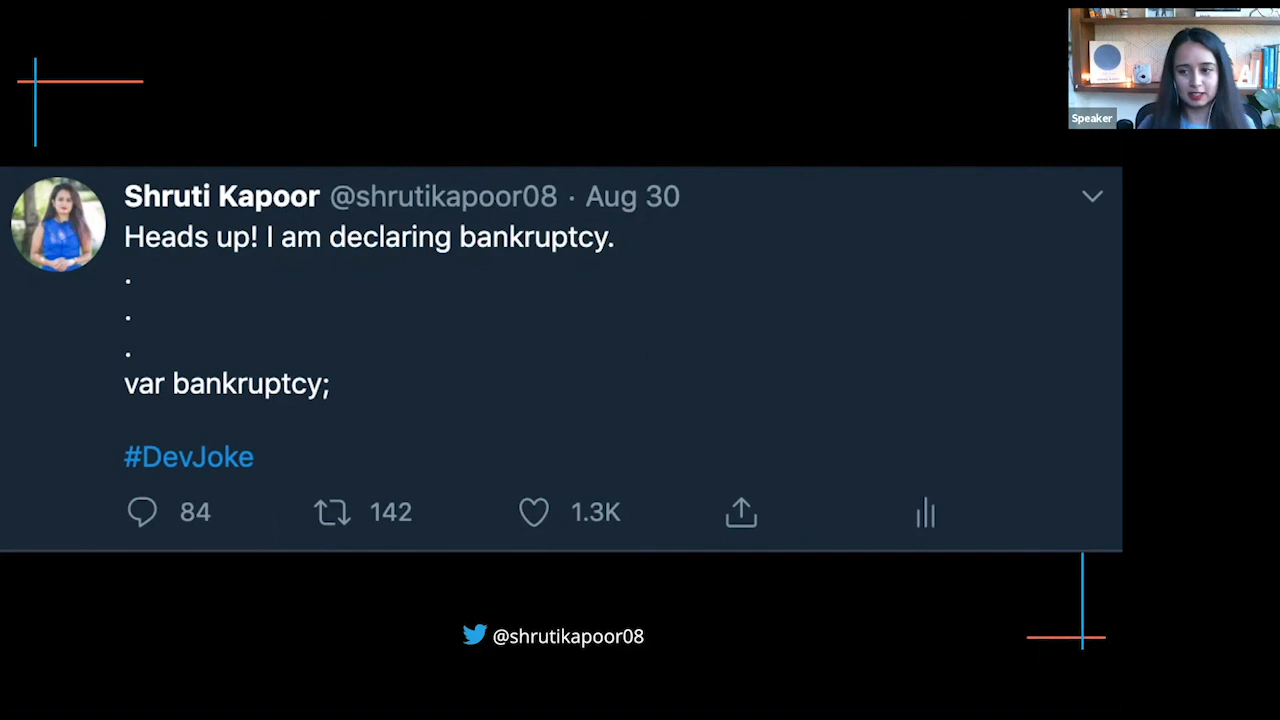 Speaker
Shruti Kapoor @shrutikapoor08 · Aug 30
Heads up! I am declaring bankruptcy.
.
.
.
var bankruptcy;
#DevJoke
84 142 1.3K
@shrutikapoor08